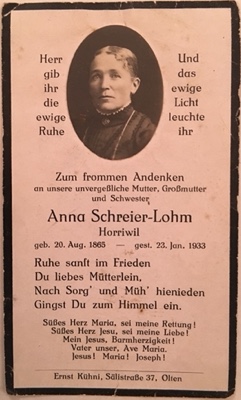 Herr
gib
ihr
die
ewige
Ruhe
Und
das
ewige
Licht
leuchte
ihr
Zum frommen Andenken
an unsere unvergeßliche Mutter, Großmutter
und Schwester
Anna Schreier-Lohm
Horriwil
geb. 20. Aug. 1865 — gest. 23. Jan. 1933
Ruhe sanft im Frieden
Du liebes Mütterlein,
Nach Sorg' und Müh' hienieden
Gingst Du zum Himmel ein.
Süßes Herz Maria, sei meine Rettung!
Süßes Herz Jesu, sei meine Liebe!
Mein Jesus, Barmherzigkeit!
Vater unser, Ave Maria.
Jesus! Maria! Joseph!
Ernst Kühni, Sälistraße 37, Olten